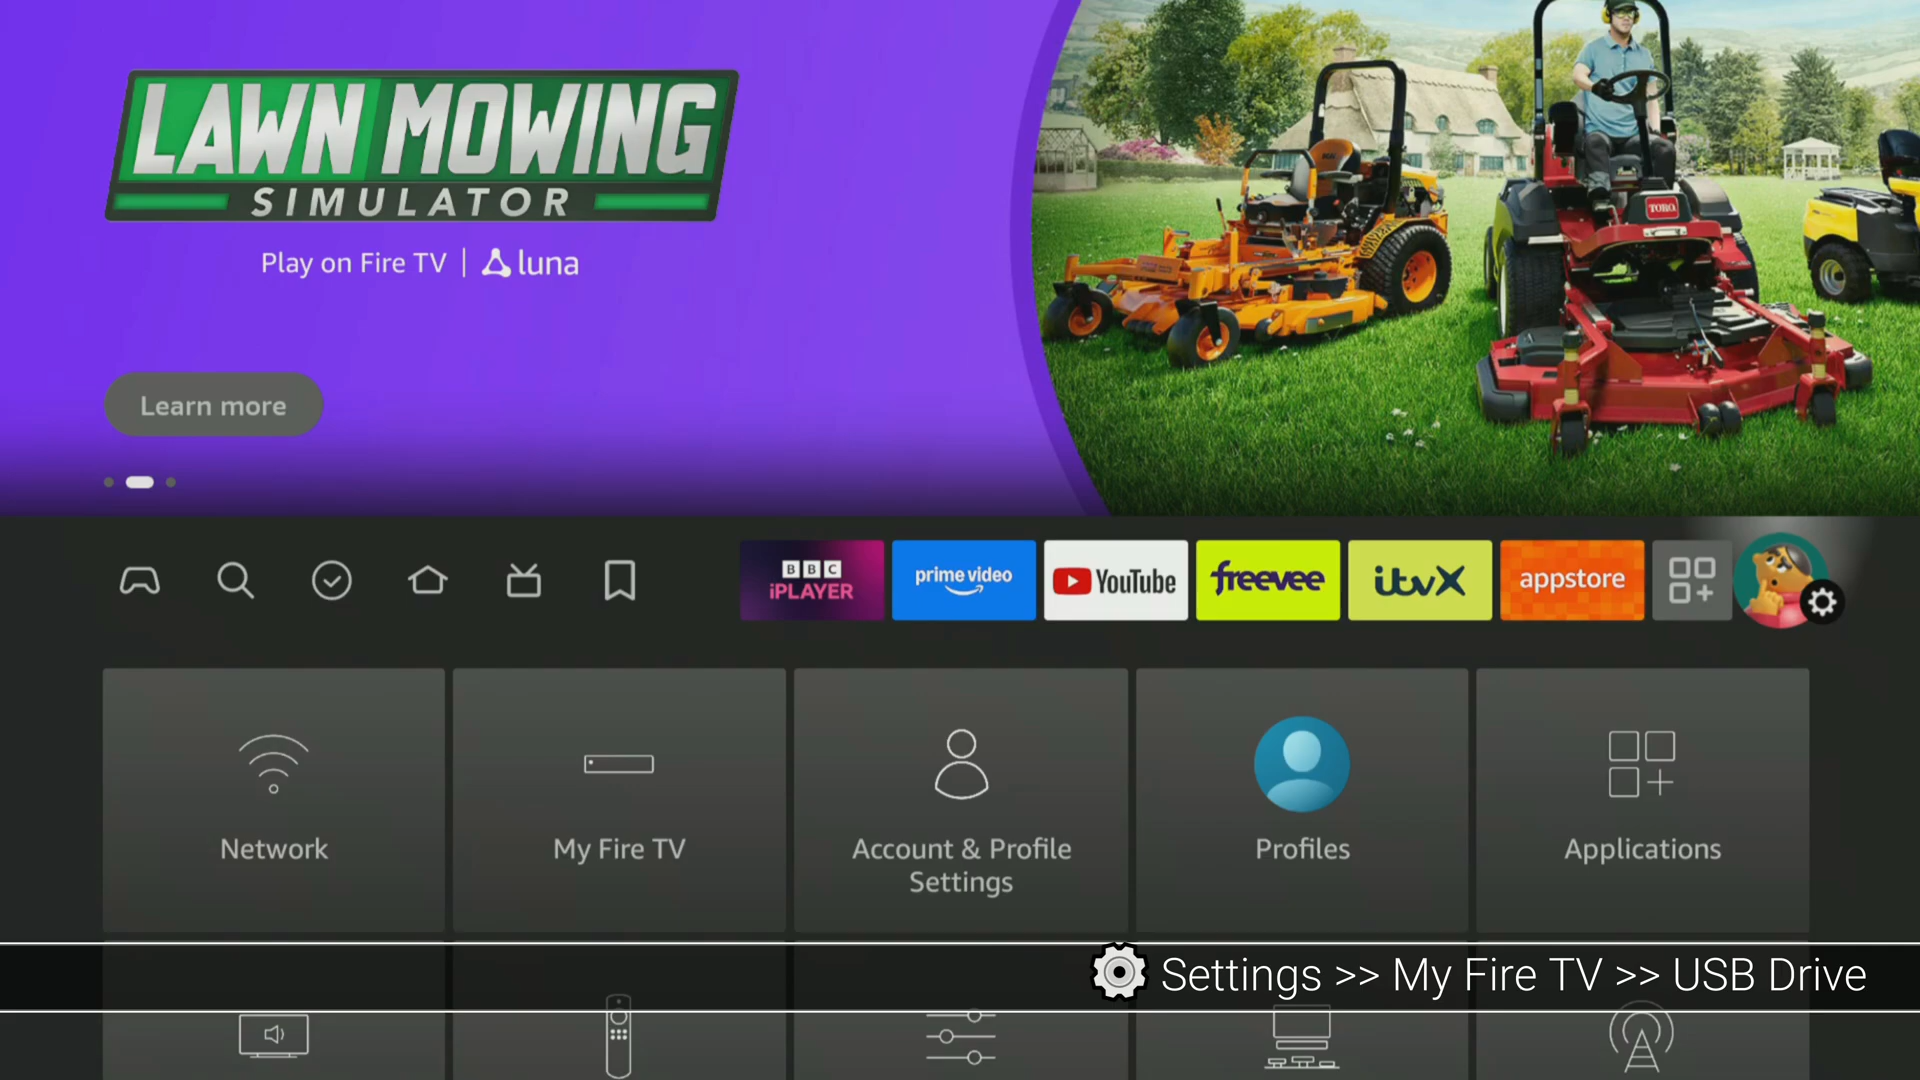 LAWN MOWING
SIMULATOR
Play on Fire TV | luna
TORO
Learn more
BBC
iPLAYER
prime video
YouTube
freevee
itvX
appstore
Network
My Fire TV
Account & Profile
Settings
Profiles
Applications
Settings >> My Fire TV >> USB Drive